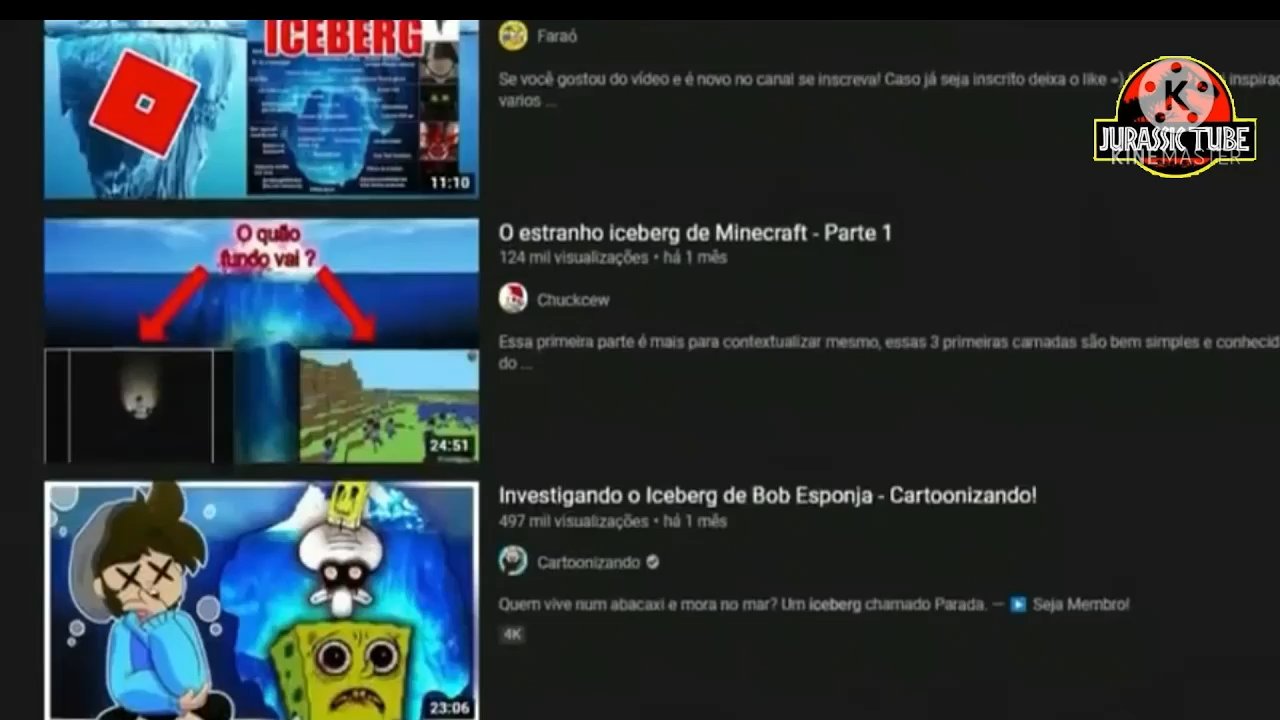 ICEBERG
11:10
Faraó
Se você gostou do vídeo e é novo no canal se inscreva! Caso já seja inscrito deixa o like =)
inspirad
varios ...
K
JURASSIC TUBE
KINEMASTER
O quão
fundo vai ?
24:51
O estranho iceberg de Minecraft - Parte 1
124 mil visualizações • há 1 mês
Chuckcew
Essa primeira parte é mais para contextualizar mesmo, essas 3 primeiras camadas são bem simples e conhecid
do ...
23:06
Investigando o Iceberg de Bob Esponja - Cartoonizando!
497 mil visualizações • há 1 mês
Cartoonizando
Quem vive num abacaxi e mora no mar? Um iceberg chamado Parada. — ▶ Seja Membro!
4K